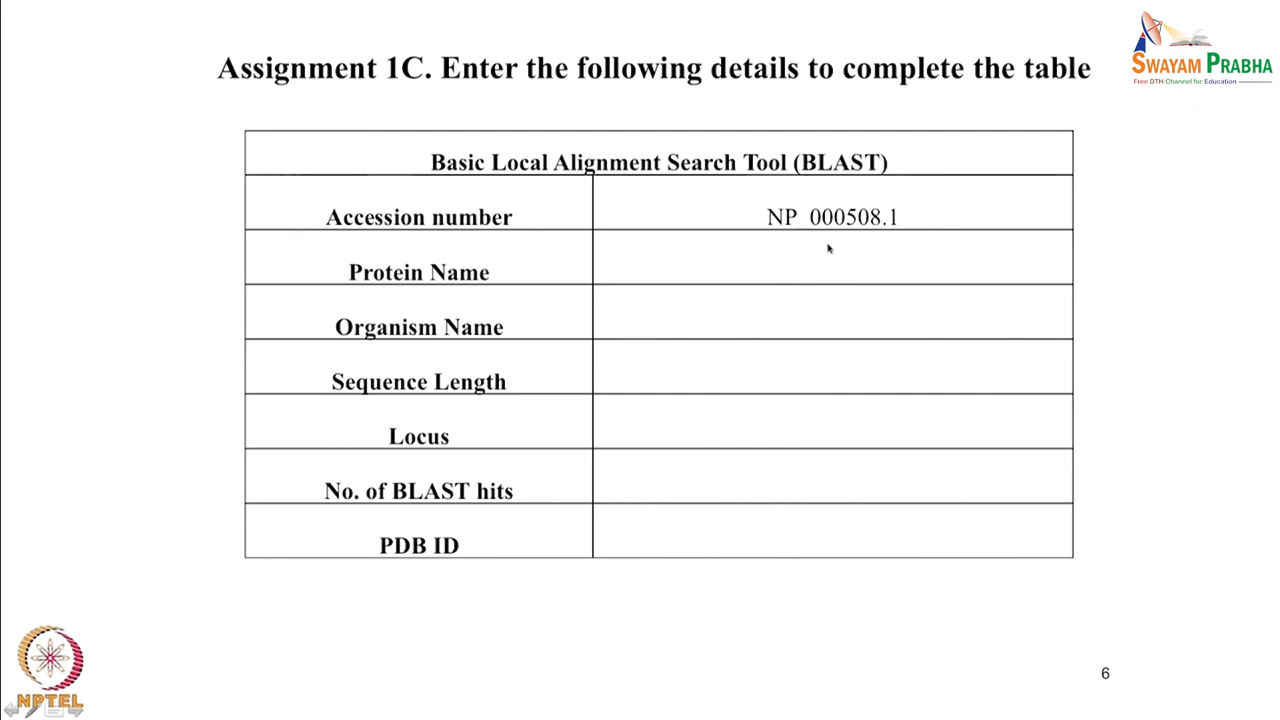 SWAYAM PRABHA
Free DTH Channel for Education
Assignment 1C. Enter the following details to complete the table
Basic Local Alignment Search Tool (BLAST)
Accession number NP 000508.1
Protein Name
Organism Name
Sequence Length
Locus
No. of BLAST hits
PDB ID
6
NPTEL